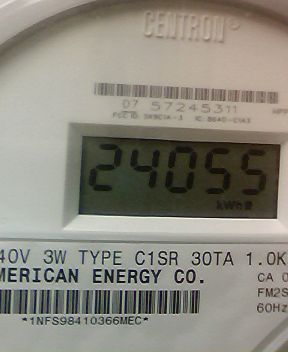 CENTRON®
07 57245311
24055
kWhR
40V 3W TYPE C1SR 30TA 1.0K
MERICAN ENERGY CO.
CA 0
FM2S
60Hz
*1NFS98410366MEC*